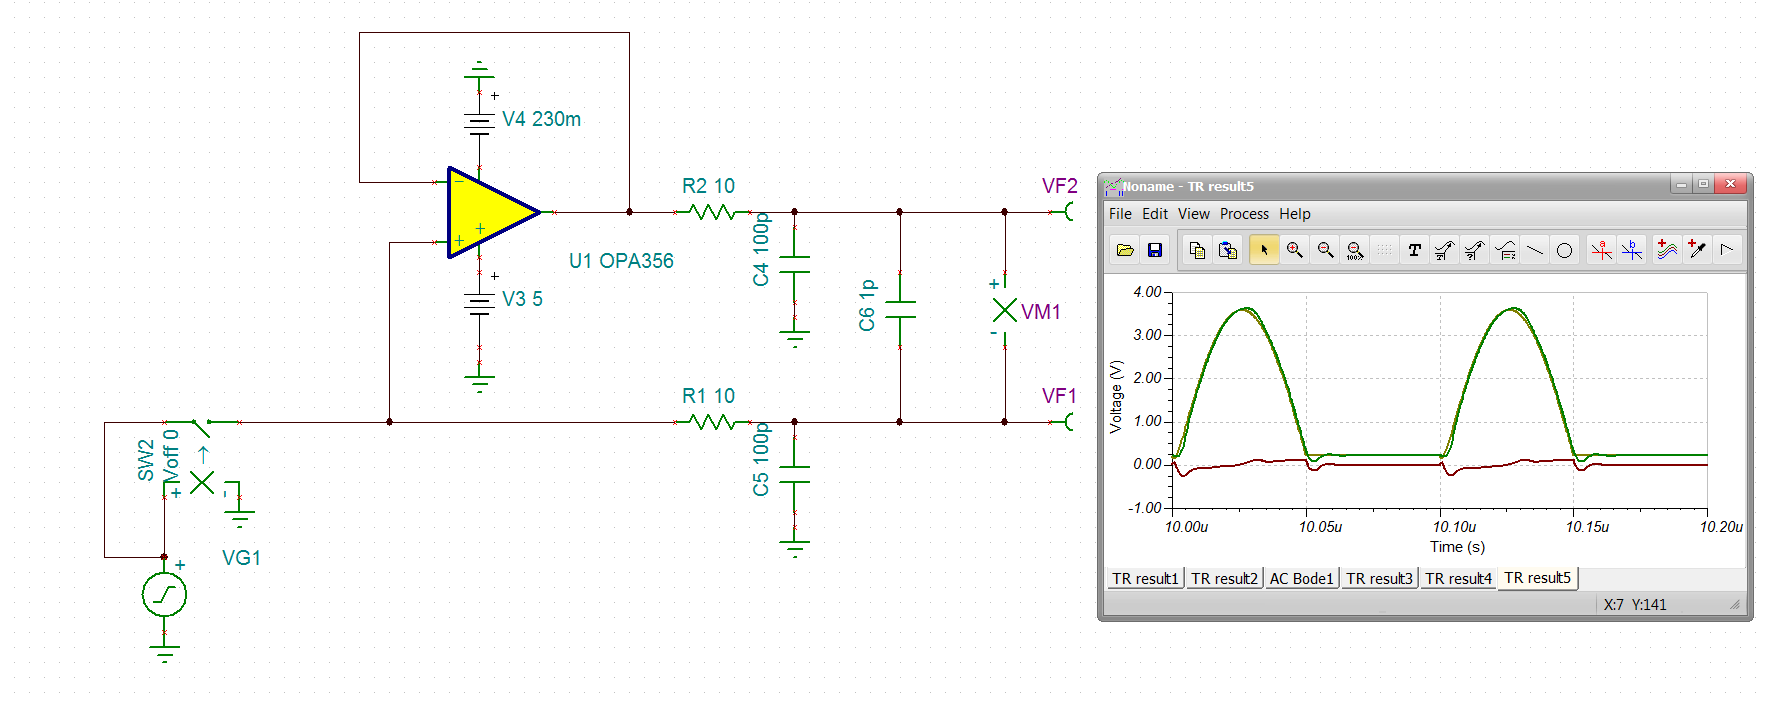 V4 230m
+
−
+
+
U1 OPA356
+
V3 5
R2 10
C4 100p
C6 1p
VF2
+
VM1
-
R1 10
C5 100p
VF1
SW2
Voff 0
+
-
VG1
+
Noname - TR result5
File Edit View Process Help
100%
T
a
b
4.00
3.00
2.00
1.00
0.00
-1.00
Voltage (V)
10.00u 10.05u 10.10u 10.15u 10.20u
Time (s)
TR result1 TR result2 AC Bode1 TR result3 TR result4 TR result5
X:7 Y:141